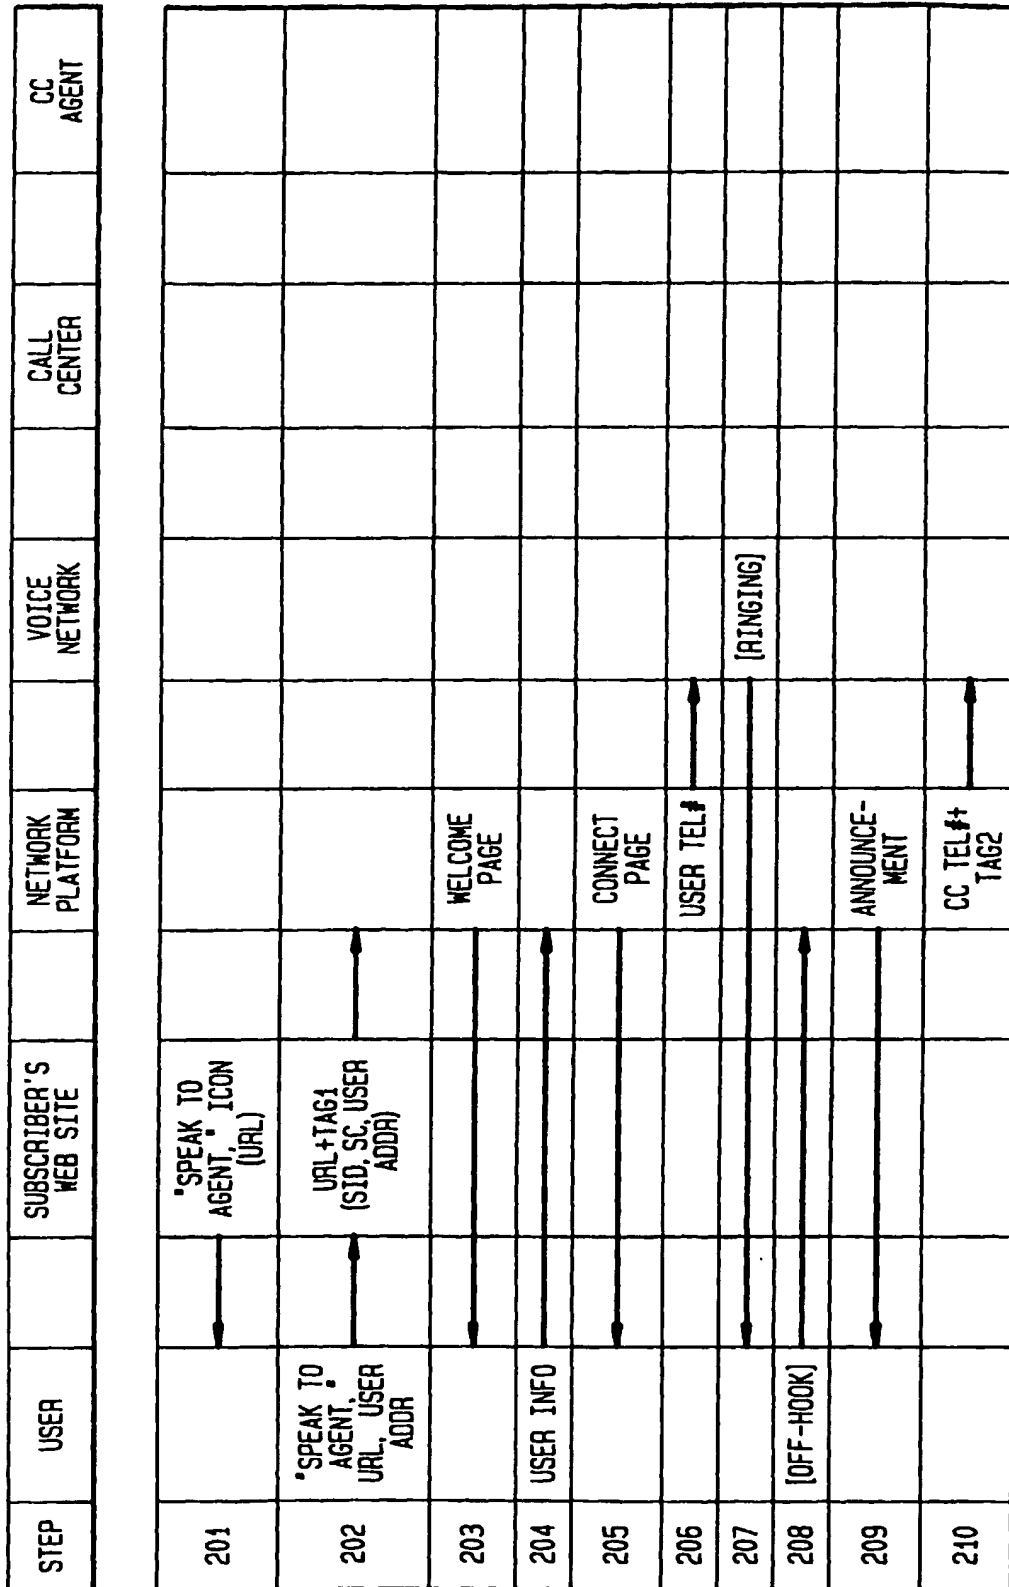 STEP
USER
SUBSCRIBER'S
WEB SITE
NETWORK
PLATFORM
VOICE
NETWORK
CALL
CENTER
CC
AGENT
201
"SPEAK TO
AGENT," ICON
(URL)
202
"SPEAK TO
AGENT,"
URL, USER
ADDR
URL+TAG1
(SID, SC, USER
ADDR)
203
WELCOME
PAGE
204
USER INFO
205
CONNECT
PAGE
206
USER TEL#
207
[RINGING]
208
[OFF-HOOK]
209
ANNOUNCE-
MENT
210
CC TEL#+
TAG2